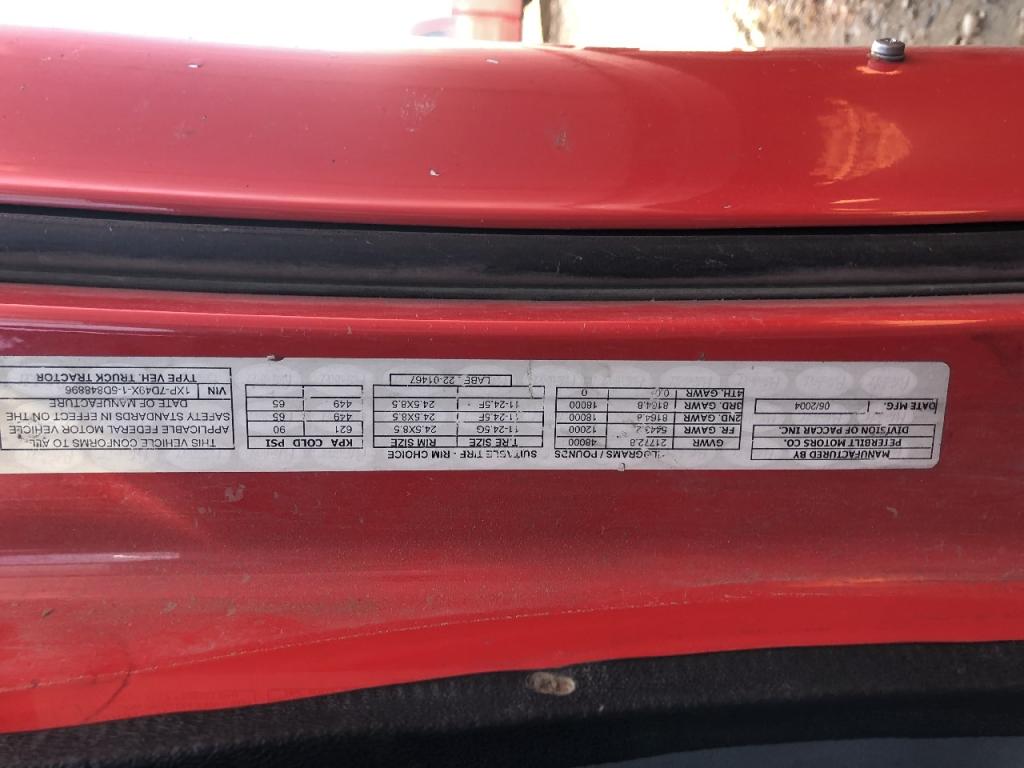 MANUFACTURED BY
PETERBILT MOTORS CO.
DIVISION OF PACCAR INC.
DATE MFG. 06/2004
ILOGRAMS / POUNDS
GVWR 21772.8 48000
FR. GAWR 5443.2 12000
2ND. GAWR 8164.8 18000
3RD. GAWR 8164.8 18000
4TH. GAWR 0.0 0
SUITABLE TIRE - RIM CHOICE
TIRE SIZE RIM SIZE
11-24.5G 24.5X8.5
11-24.5F 24.5X8.5
11-24.5F 24.5X8.5
LABEL 22-01467
KPA COLD PSI
621 90
449 65
449 65
THIS VEHICLE CONFORMS TO ALL
APPLICABLE FEDERAL MOTOR VEHICLE
SAFETY STANDARDS IN EFFECT ON THE
DATE OF MANUFACTURE
VIN 1XP-7D49X-1-5D848896
TYPE VEH. TRUCK TRACTOR